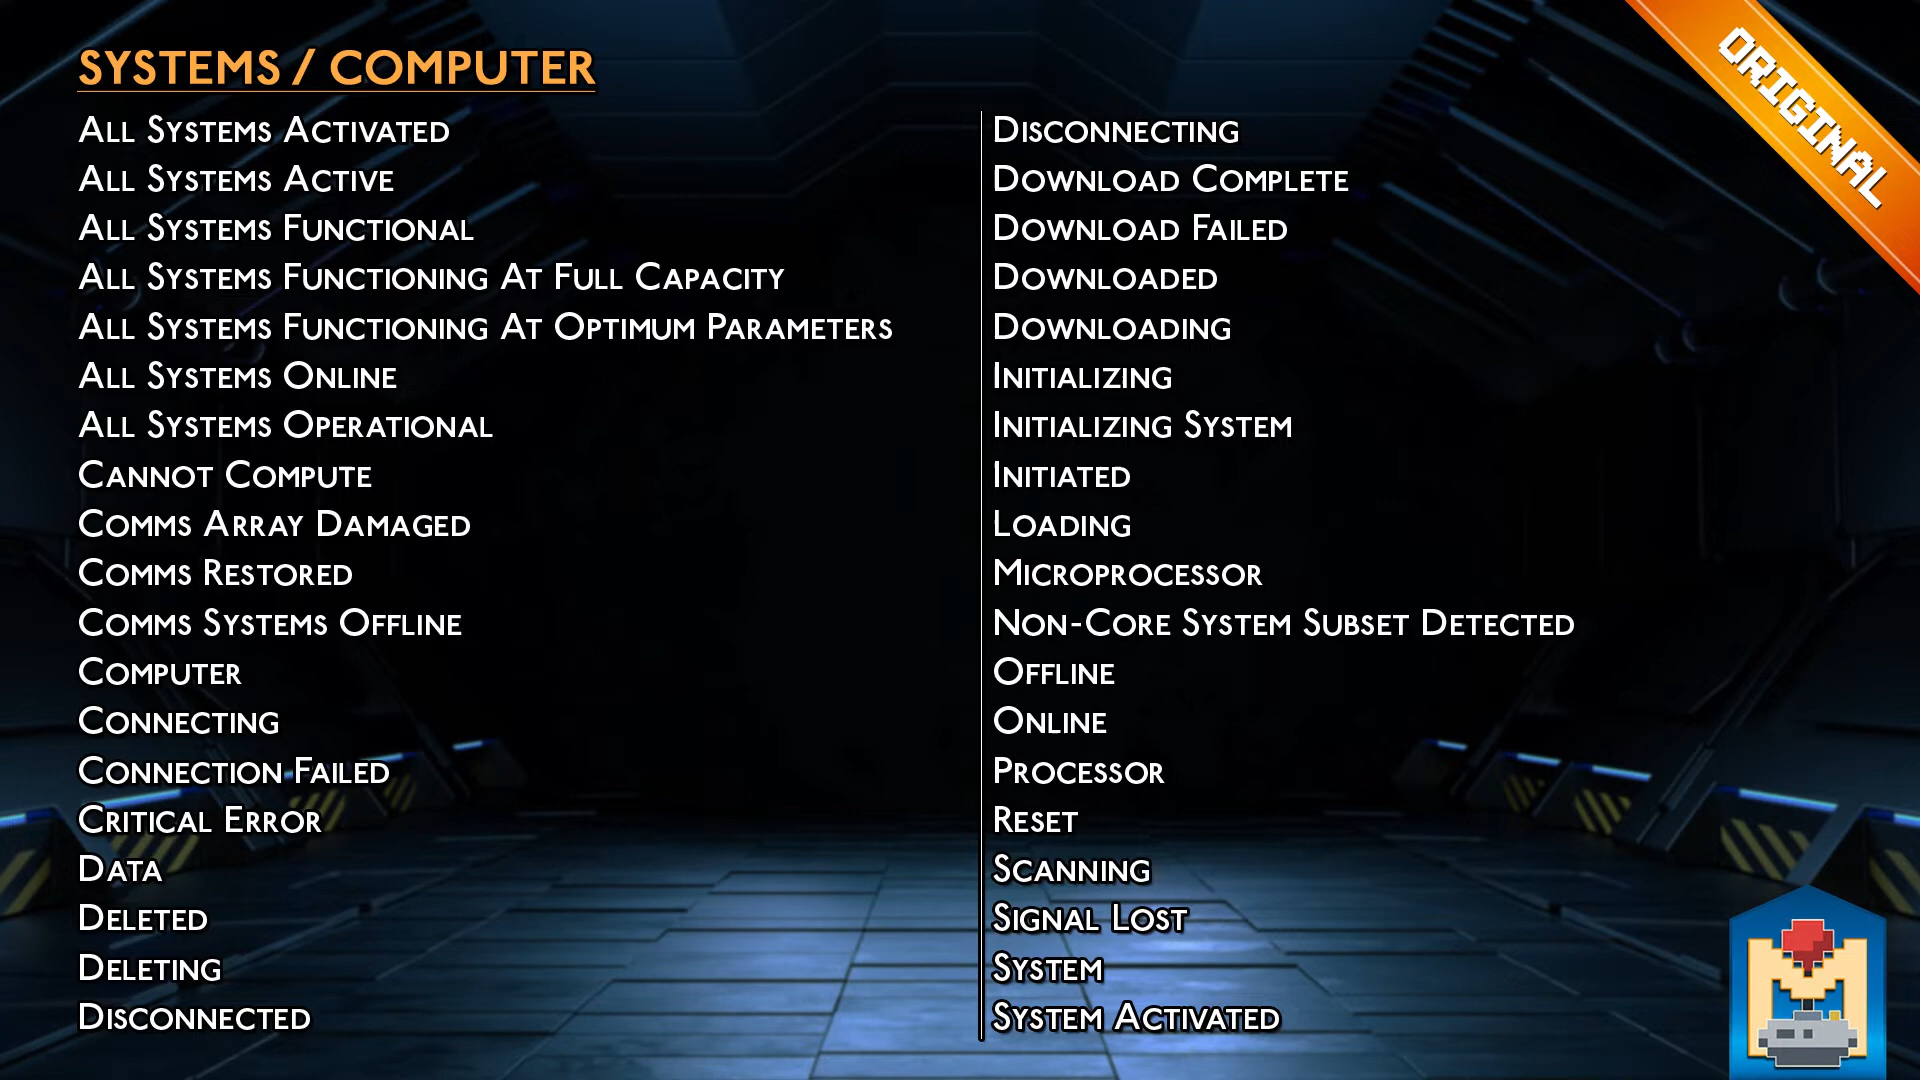 SYSTEMS / COMPUTER
ALL SYSTEMS ACTIVATED
ALL SYSTEMS ACTIVE
ALL SYSTEMS FUNCTIONAL
ALL SYSTEMS FUNCTIONING AT FULL CAPACITY
ALL SYSTEMS FUNCTIONING AT OPTIMUM PARAMETERS
ALL SYSTEMS ONLINE
ALL SYSTEMS OPERATIONAL
CANNOT COMPUTE
COMMS ARRAY DAMAGED
COMMS RESTORED
COMMS SYSTEMS OFFLINE
COMPUTER
CONNECTING
CONNECTION FAILED
CRITICAL ERROR
DATA
DELETED
DELETING
DISCONNECTED
DISCONNECTING
DOWNLOAD COMPLETE
DOWNLOAD FAILED
DOWNLOADED
DOWNLOADING
INITIALIZING
INITIALIZING SYSTEM
INITIATED
LOADING
MICROPROCESSOR
NON-CORE SYSTEM SUBSET DETECTED
OFFLINE
ONLINE
PROCESSOR
RESET
SCANNING
SIGNAL LOST
SYSTEM
SYSTEM ACTIVATED
ORIGINAL